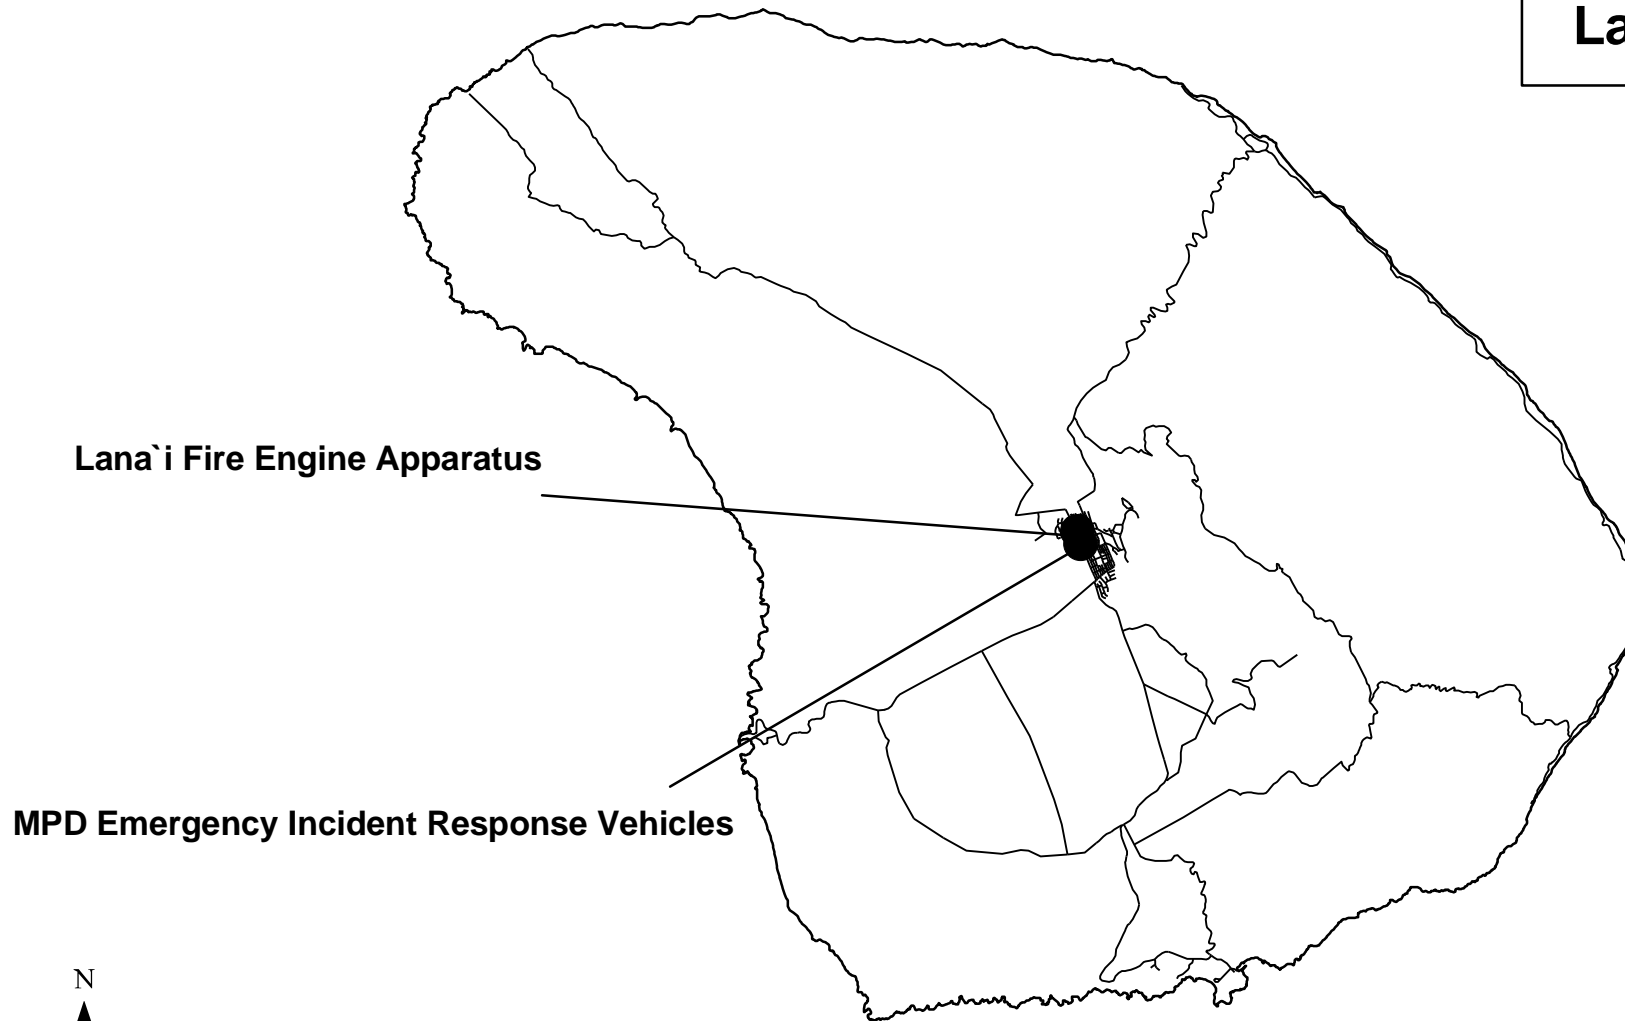 La
Lana`i Fire Engine Apparatus
MPD Emergency Incident Response Vehicles
N